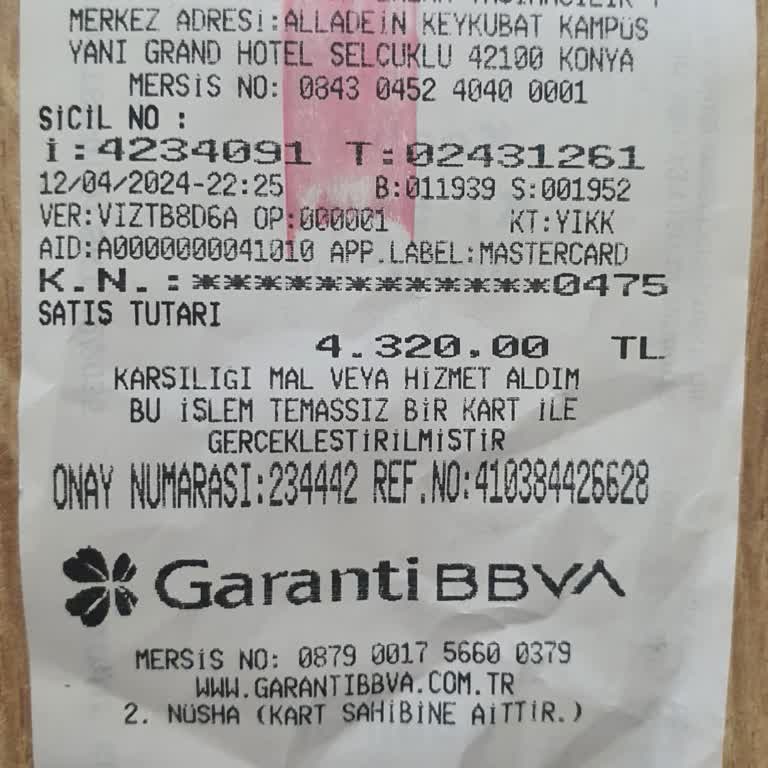 MERKEZ ADRESİ:ALLADEİN KEYKUBAT KAMPÜS
YANI GRAND HOTEL SELCUKLU 42100 KONYA
MERSİS NO: 0843 0452 4040 0001
SİCİL NO :
İ:4234091 T:02431261
12/04/2024-22:25 B:011939 S:001952
VER:VIZTB8D6A OP:000001 KT:YIKK
AID:A0000000041010 APP.LABEL:MASTERCARD
K.N.:************0475
SATIS TUTARI
4.320,00 TL
KARSILIGI MAL VEYA HİZMET ALDIM
BU İSLEM TEMASSIZ BİR KART İLE
GERCEKLESTİRİLMİSTİR
ONAY NUMARASI:234442 REF.NO:410384426628
Garanti BBVA
MERSİS NO: 0879 0017 5660 0379
WWW.GARANTIBBVA.COM.TR
2. NÜSHA (KART SAHİBİNE AİTTİR.)